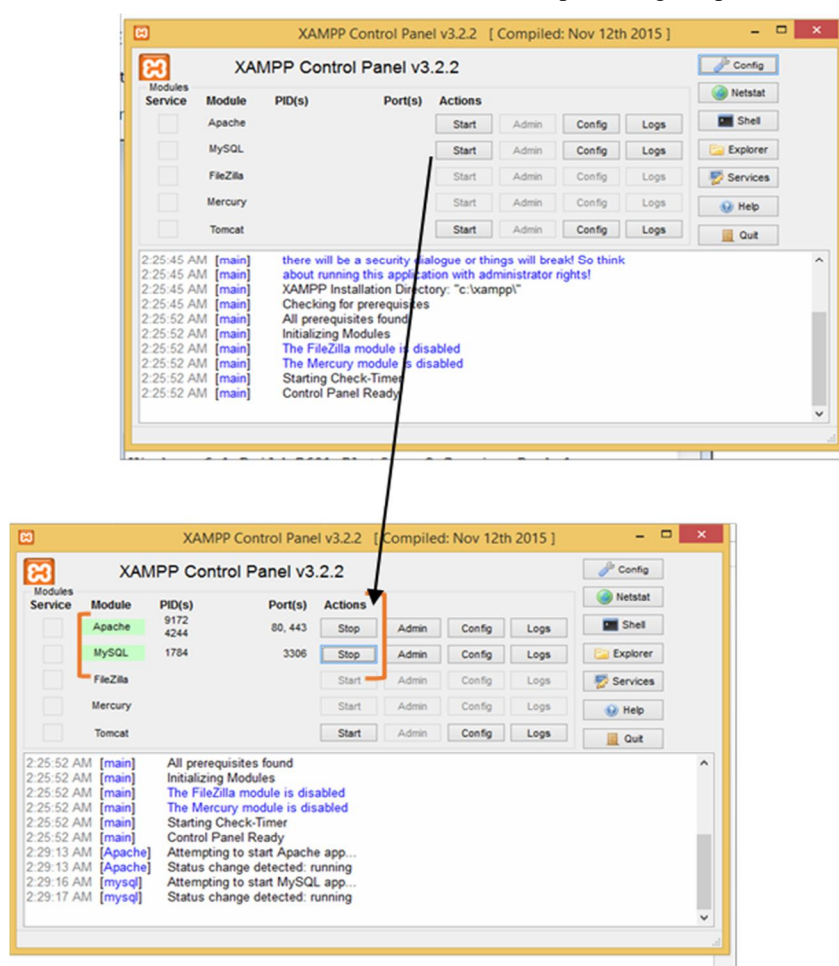 XAMPP Control Panel v3.2.2 [ Compiled: Nov 12th 2015 ]
XAMPP Control Panel v3.2.2
Config
Modules
Service Module PID(s) Port(s) Actions
Netstat
Apache Start Admin Config Logs Shell
MySQL Start Admin Config Logs Explorer
FileZilla Start Admin Config Logs Services
Mercury Start Admin Config Logs Help
Tomcat Start Admin Config Logs Quit
2:25:45 AM [main] there will be a security dialogue or things will break! So think
2:25:45 AM [main] about running this application with administrator rights!
2:25:45 AM [main] XAMPP Installation Directory: "c:\xampp\"
2:25:45 AM [main] Checking for prerequisites
2:25:52 AM [main] All prerequisites found
2:25:52 AM [main] Initializing Modules
2:25:52 AM [main] The FileZilla module is disabled
2:25:52 AM [main] The Mercury module is disabled
2:25:52 AM [main] Starting Check-Timer
2:25:52 AM [main] Control Panel Ready
XAMPP Control Panel v3.2.2 [ Compiled: Nov 12th 2015 ]
XAMPP Control Panel v3.2.2
Config
Modules
Service Module PID(s) Port(s) Actions
Netstat
Apache 9172 4244 80, 443 Stop Admin Config Logs Shell
MySQL 1784 3306 Stop Admin Config Logs Explorer
FileZilla Start Admin Config Logs Services
Mercury Start Admin Config Logs Help
Tomcat Start Admin Config Logs Quit
2:25:52 AM [main] All prerequisites found
2:25:52 AM [main] Initializing Modules
2:25:52 AM [main] The FileZilla module is disabled
2:25:52 AM [main] The Mercury module is disabled
2:25:52 AM [main] Starting Check-Timer
2:25:52 AM [main] Control Panel Ready
2:29:13 AM [Apache] Attempting to start Apache app...
2:29:13 AM [Apache] Status change detected: running
2:29:16 AM [mysql] Attempting to start MySQL app...
2:29:17 AM [mysql] Status change detected: running